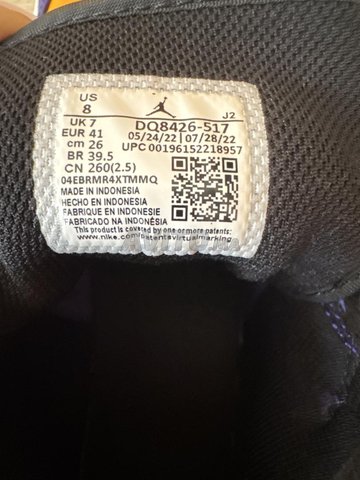 US
8
J2
UK 7
EUR 41
cm 26
BR 39.5
CN 260(2.5)
DQ8426-517
05/24/22 07/28/22
UPC 00196152218957
04EBRMR4XTMMQ
MADE IN INDONESIA
HECHO EN INDONESIA
FABRIQUE EN INDONESIE
FABRICADO NA INDONÉSIA
This product is covered by one or more patents:
www.nike.com/patentsvirtualmarking